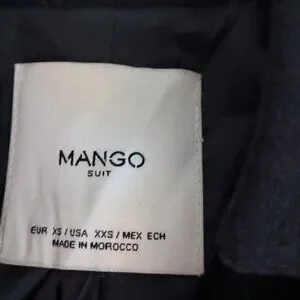 MANGO
SUIT
EUR XS / USA XXS / MEX ECH
MADE IN MOROCCO